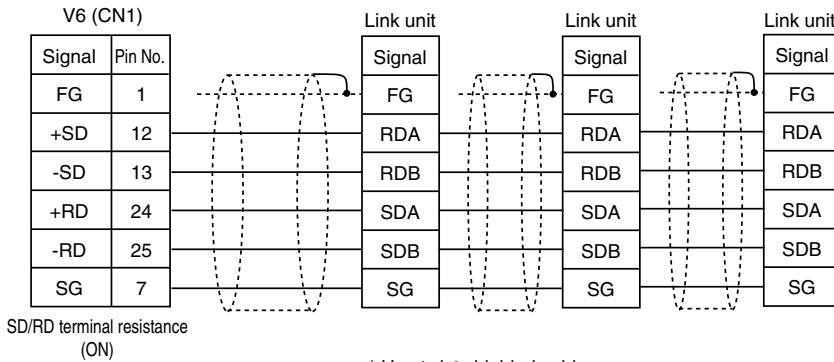 V6 (CN1)
Signal Pin No.
FG 1
+SD 12
-SD 13
+RD 24
-RD 25
SG 7
SD/RD terminal resistance
(ON)
Link unit
Signal
FG
RDA
RDB
SDA
SDB
SG
Link unit
Signal
FG
RDA
RDB
SDA
SDB
SG
Link unit
Signal
FG
RDA
RDB
SDA
SDB
SG